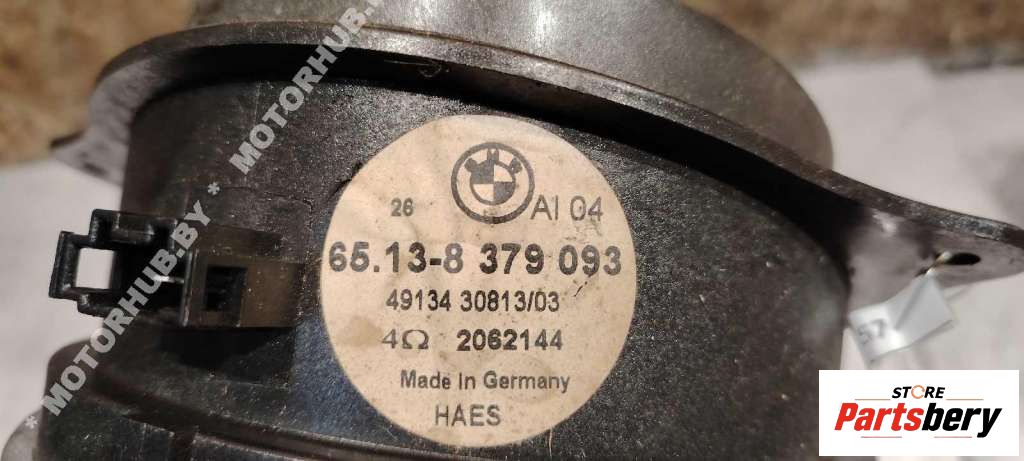 26
AI 04
65.13-8 379 093
49134 30813/03
4Ω 2062144
Made In Germany
HAES
57
* MOTORHUB.BY * MOTORHUB.
STORE
Partsbery